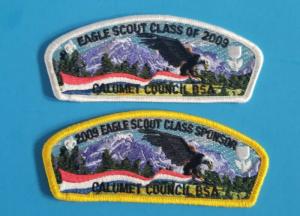 EAGLE SCOUT CLASS OF 2009
CALUMET COUNCIL BSA
2009 EAGLE SCOUT CLASS SPONSOR
CALUMET COUNCIL BSA